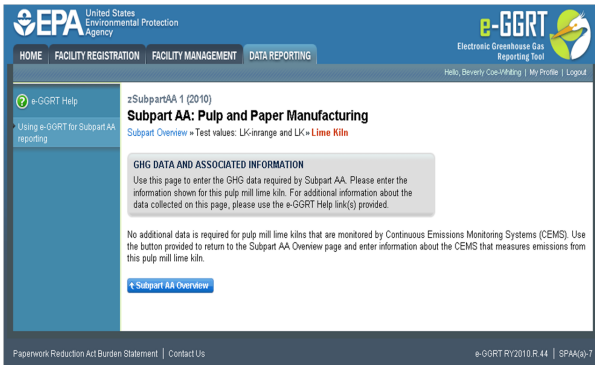 United States
Environmental Protection
Agency
EPA
e-GGRT
Electronic Greenhouse Gas
Reporting Tool
HOME FACILITY REGISTRATION FACILITY MANAGEMENT DATA REPORTING
Hello, Beverly Coe-Whiting | My Profile | Logout
e-GGRT Help
Using e-GGRT for Subpart AA
reporting
zSubpartAA 1 (2010)
Subpart AA: Pulp and Paper Manufacturing
Subpart Overview » Test values: LK-inrange and LK » Lime Kiln
GHG DATA AND ASSOCIATED INFORMATION
Use this page to enter the GHG data required by Subpart AA. Please enter the
information shown for this pulp mill lime kiln. For additional information about the
data collected on this page, please use the e-GGRT Help link(s) provided.
No additional data is required for pulp mill lime kilns that are monitored by Continuous Emissions Monitoring Systems (CEMS). Use
the button provided to return to the Subpart AA Overview page and enter information about the CEMS that measures emissions from
this pulp mill lime kiln.
Subpart AA Overview
Paperwork Reduction Act Burden Statement | Contact Us
e-GGRT RY2010.R.44 | SPAA(a)-7